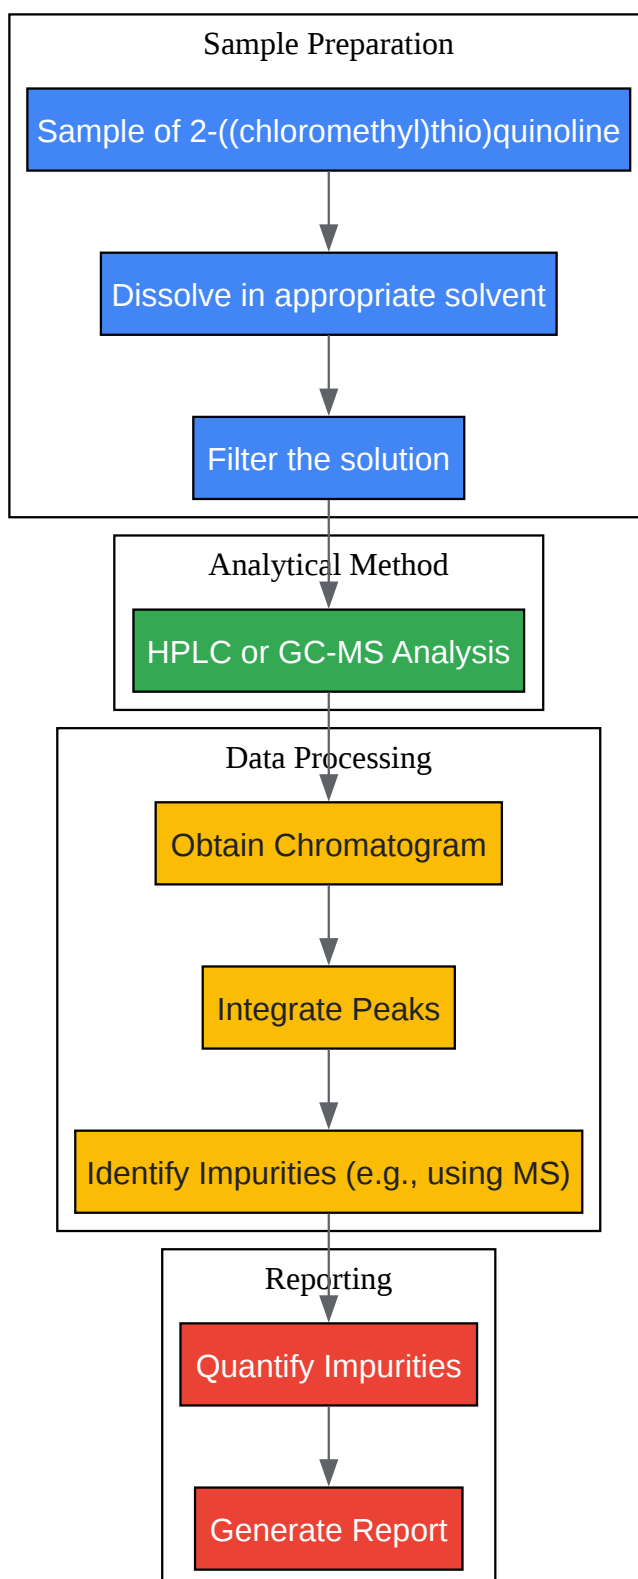 Sample Preparation
Sample of 2-((chloromethyl)thio)quinoline
Dissolve in appropriate solvent
Filter the solution
Analytical Method
HPLC or GC-MS Analysis
Data Processing
Obtain Chromatogram
Integrate Peaks
Identify Impurities (e.g., using MS)
Reporting
Quantify Impurities
Generate Report